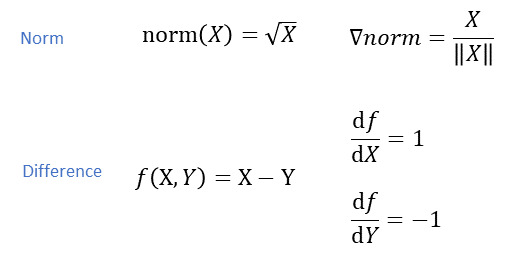 Norm norm(X) = √X ∇norm = X / ‖X‖
df/dX = 1
Difference f(X, Y) = X − Y
df/dY = −1